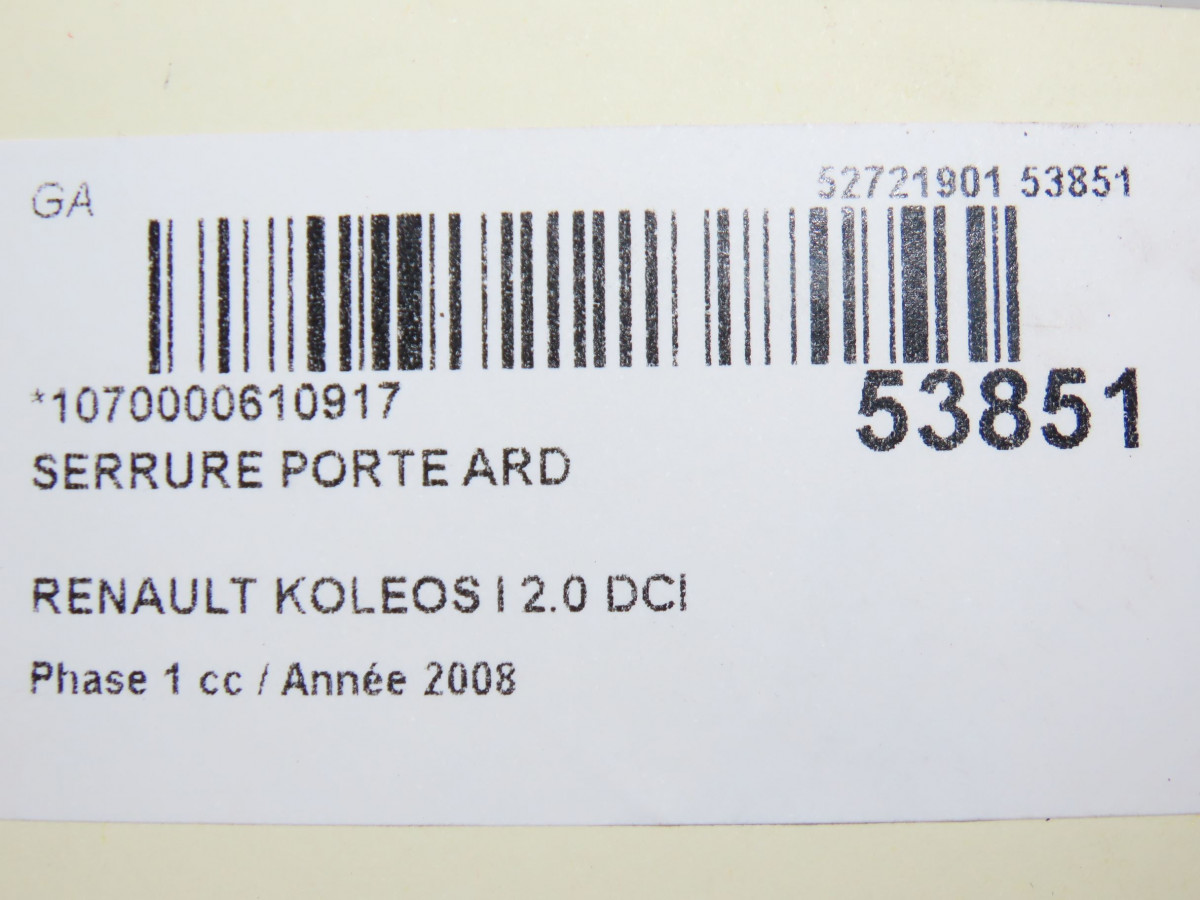 GA
52721901 53851
*1070000610917
53851
SERRURE PORTE ARD
RENAULT KOLEOS I 2.0 DCI
Phase 1 cc / Année 2008